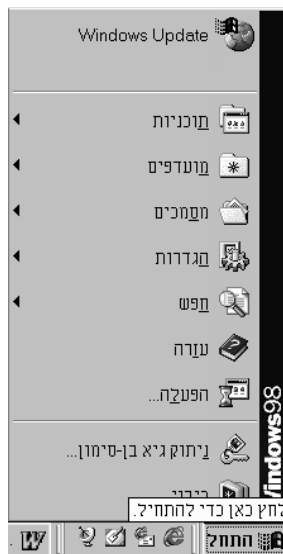 Windows Update
תוכניות
מועדפים
מסמכים
הגדרות
חפש
עזרה
הפעלה...
ניתוק גיא בן-סימון...
לחץ כאן כדי להתחיל.
התחל
Windows98